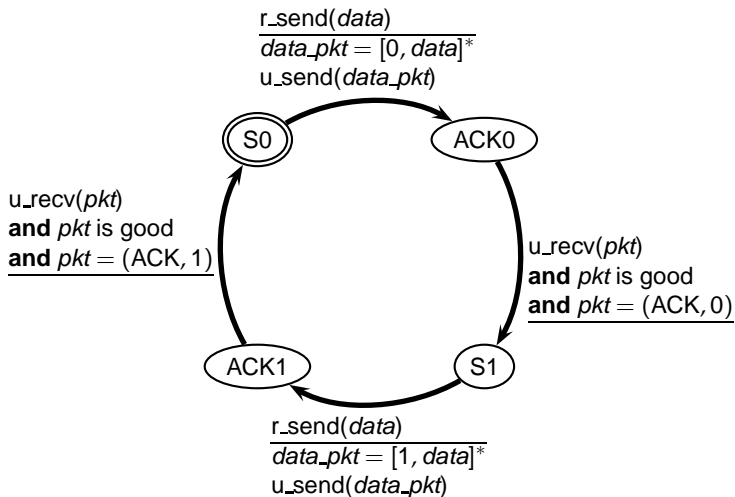 r_send(data)
data_pkt = [0, data]*
u_send(data_pkt)
S0
ACK0
u_recv(pkt)
and pkt is good
and pkt = (ACK, 1)
u_recv(pkt)
and pkt is good
and pkt = (ACK, 0)
ACK1
S1
r_send(data)
data_pkt = [1, data]*
u_send(data_pkt)